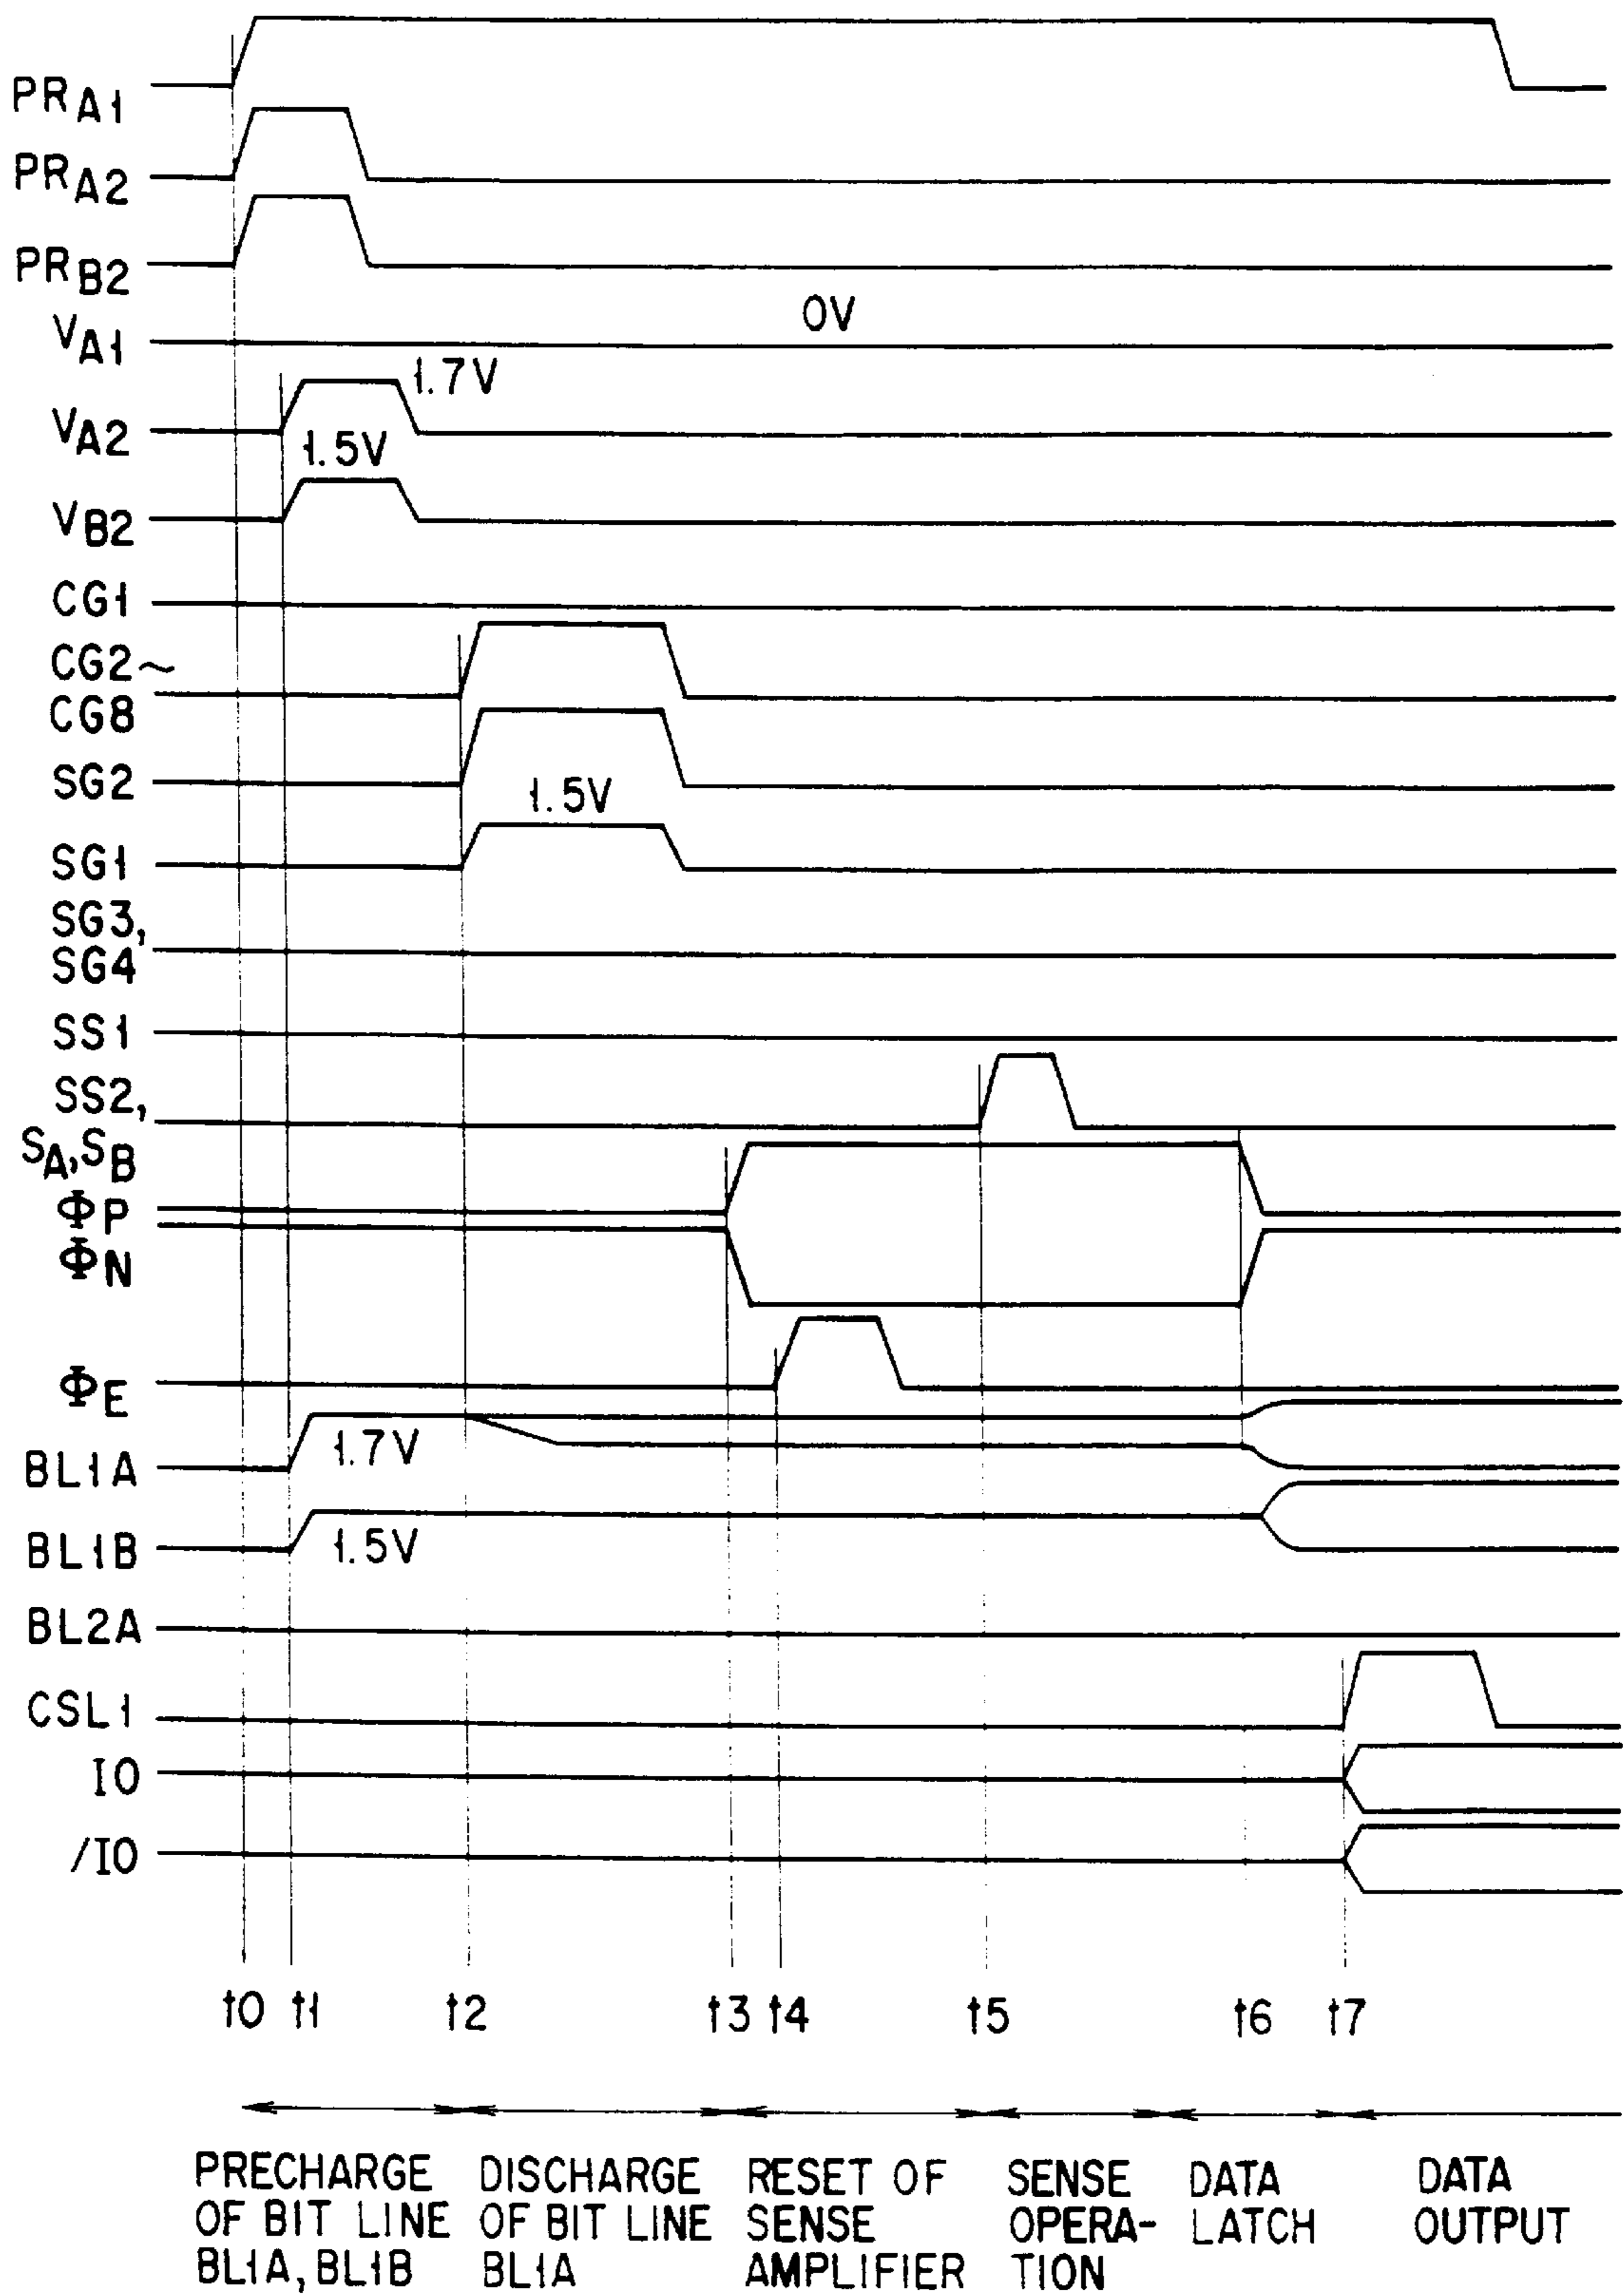 PRA1
PRA2
PRB2
0V
VA1
1.7V
VA2
1.5V
VB2
CG1
CG2~
CG8
SG2
1.5V
SG1
SG3,
SG4
SS1
SS2,
SA,SB
ΦP
ΦN
ΦE
1.7V
BL1A
1.5V
BL1B
BL2A
CSL1
IO
/IO
t0 t1 t2 t3 t4 t5 t6 t7
PRECHARGE
OF BIT LINE
BL1A, BL1B
DISCHARGE
OF BIT LINE
BL1A
RESET OF
SENSE
AMPLIFIER
SENSE
OPERA-
TION
DATA
LATCH
DATA
OUTPUT